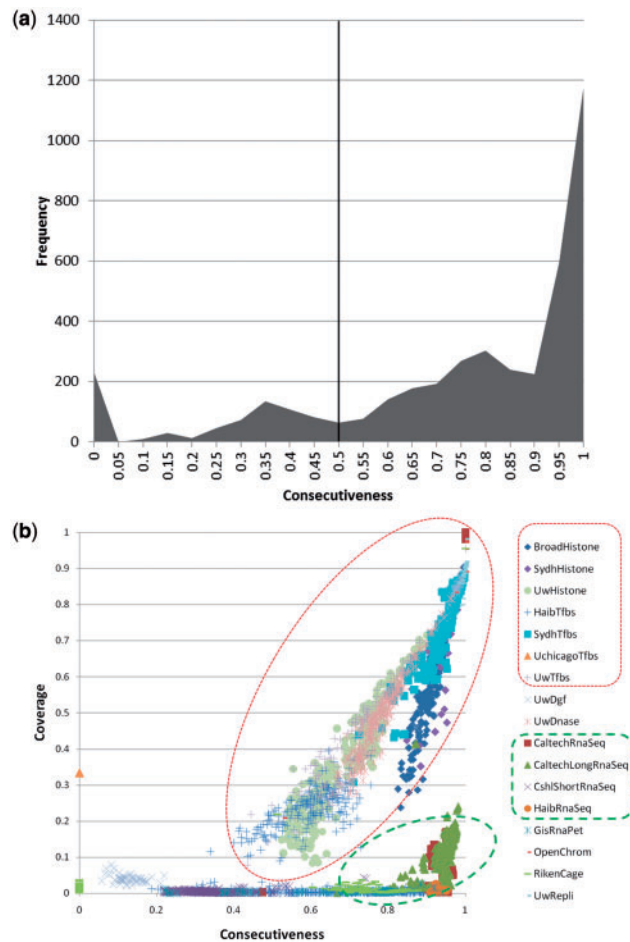 (a)
1400
1200
1000
800
600
400
200
0
Frequency
0 0.05 0.1 0.15 0.2 0.25 0.3 0.35 0.4 0.45 0.5 0.55 0.6 0.65 0.7 0.75 0.8 0.85 0.9 0.95 1
Consecutiveness
(b)
1
0.9
0.8
0.7
0.6
0.5
0.4
0.3
0.2
0.1
0
Coverage
0 0.2 0.4 0.6 0.8 1
Consecutiveness
BroadHistone
SydhHistone
UwHistone
HaibTfbs
SydhTfbs
UchicagoTfbs
UwTfbs
UwDgf
UwDnase
CaltechRnaSeq
CaltechLongRnaSeq
CshlShortRnaSeq
HaibRnaSeq
GisRnaPet
OpenChrom
RikenCage
UwRepli